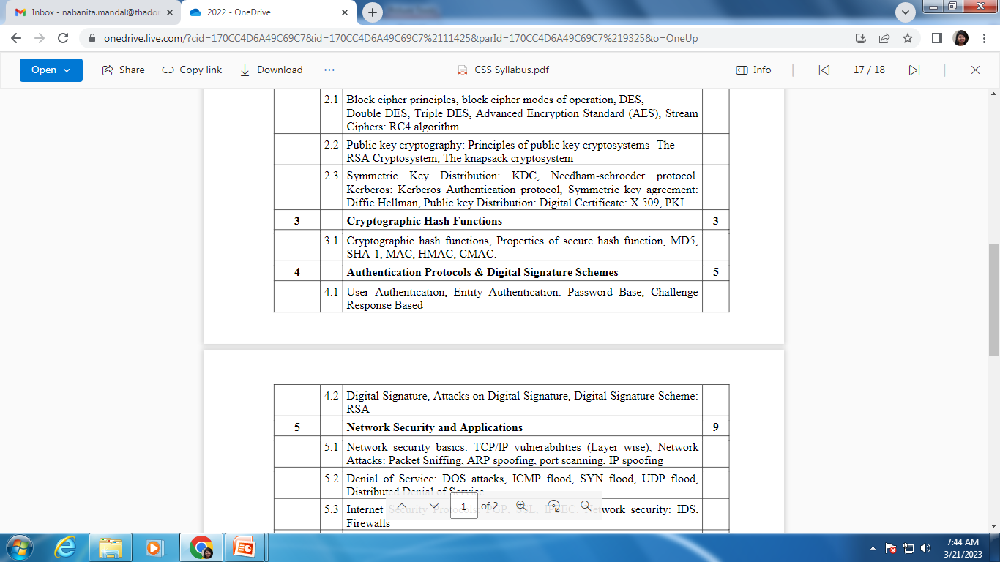 Inbox - nabanita.mandal@thador
2022 - OneDrive
onedrive.live.com/?cid=170CC4D6A49C69C7&id=170CC4D6A49C69C7%2111425&parId=170CC4D6A49C69C7%219325&o=OneUp
Open Share Copy link Download ... CSS Syllabus.pdf Info 17 / 18
2.1 Block cipher principles, block cipher modes of operation, DES,
Double DES, Triple DES, Advanced Encryption Standard (AES), Stream
Ciphers: RC4 algorithm.
2.2 Public key cryptography: Principles of public key cryptosystems- The
RSA Cryptosystem, The knapsack cryptosystem
2.3 Symmetric Key Distribution: KDC, Needham-schroeder protocol.
Kerberos: Kerberos Authentication protocol, Symmetric key agreement:
Diffie Hellman, Public key Distribution: Digital Certificate: X.509, PKI
3 Cryptographic Hash Functions 3
3.1 Cryptographic hash functions, Properties of secure hash function, MD5,
SHA-1, MAC, HMAC, CMAC.
4 Authentication Protocols & Digital Signature Schemes 5
4.1 User Authentication, Entity Authentication: Password Base, Challenge
Response Based
4.2 Digital Signature, Attacks on Digital Signature, Digital Signature Scheme:
RSA
5 Network Security and Applications 9
5.1 Network security basics: TCP/IP vulnerabilities (Layer wise), Network
Attacks: Packet Sniffing, ARP spoofing, port scanning, IP spoofing
5.2 Denial of Service: DOS attacks, ICMP flood, SYN flood, UDP flood,
Distributed Denial of Service
5.3 Internet Security Protocols: PGP, SSL, IPSEC. Network security: IDS,
Firewalls
1 of 2
7:44 AM
3/21/2023